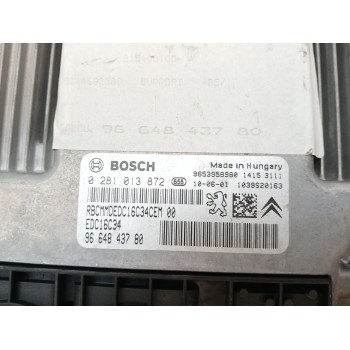 96 648 437 80
BOSCH
Made in Hungary
0 281 013 872
9653958980 1415 3111
10-06-01 1039S20163
RBCMMDEDC16C34CEM 00
EDC16C34
96 648 437 80